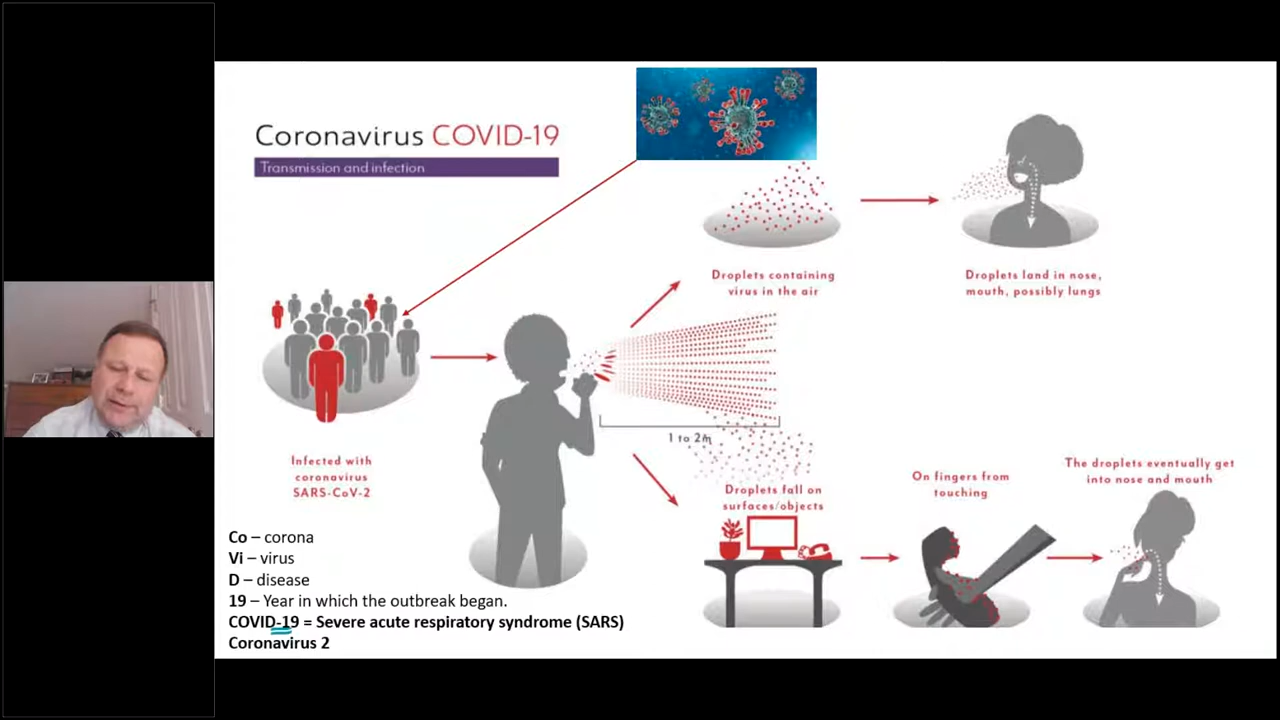 Coronavirus COVID-19
Transmission and infection
Droplets containing
virus in the air
Droplets land in nose,
mouth, possibly lungs
1 to 2m
Infected with
coronavirus
SARS-CoV-2
Droplets fall on
surfaces/objects
On fingers from
touching
The droplets eventually get
into nose and mouth
Co – corona
Vi – virus
D – disease
19 – Year in which the outbreak began.
COVID-19 = Severe acute respiratory syndrome (SARS)
Coronavirus 2